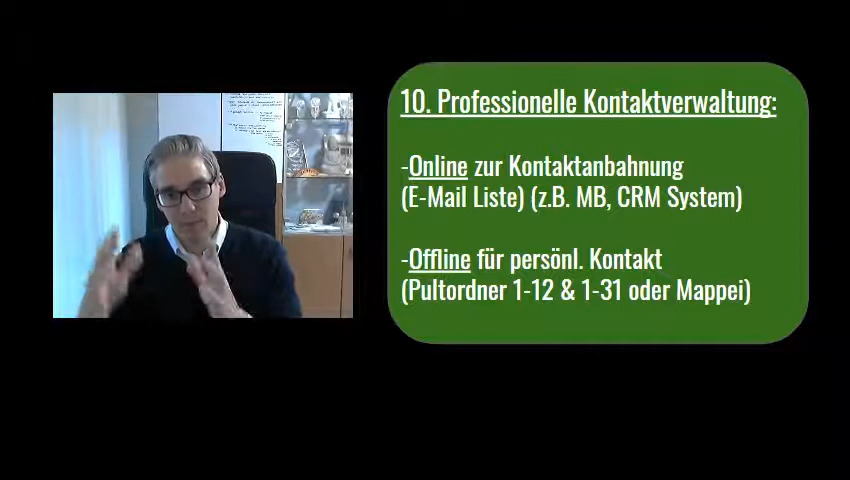 10. Professionelle Kontaktverwaltung:
-Online zur Kontaktanbahnung
(E-Mail Liste) (z.B. MB, CRM System)
-Offline für persönl. Kontakt
(Pultordner 1-12 & 1-31 oder Mappei)